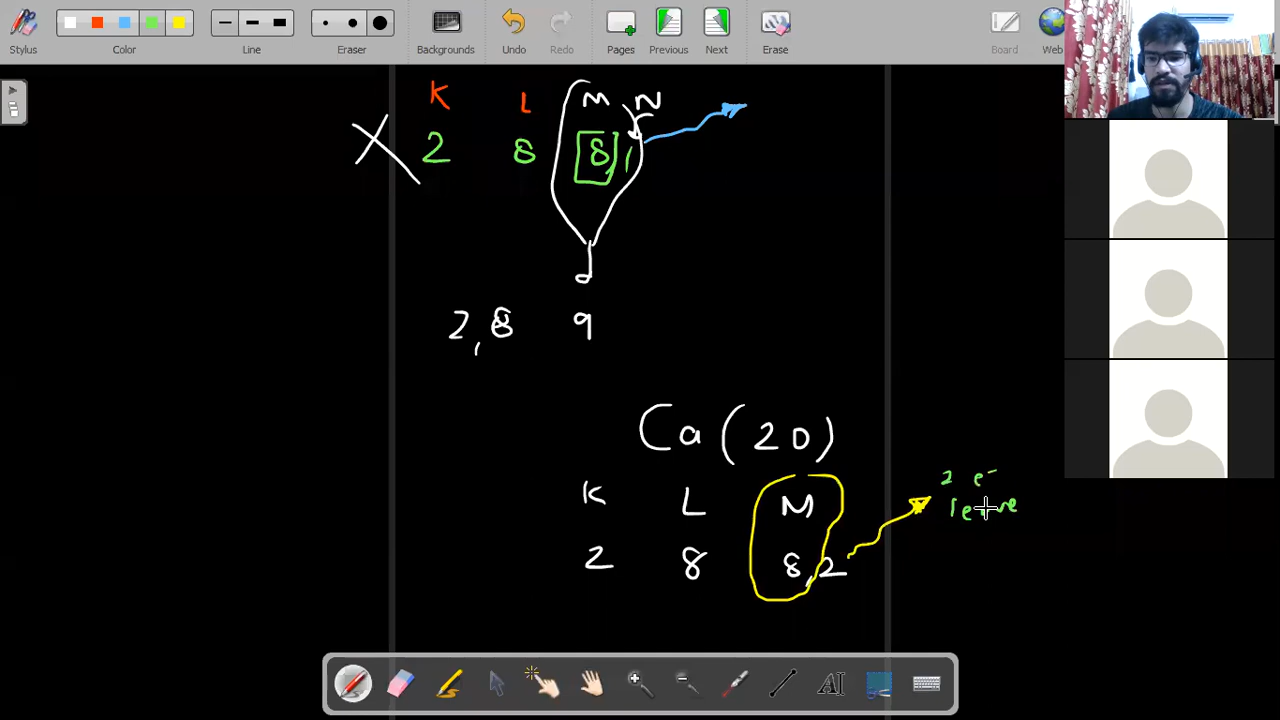 Stylus
Color
Line
Eraser
Backgrounds
Undo
Redo
Pages
Previous
Next
Erase
Board
Web
K L M N
2 8 8,1
2,8 9
Ca(20)
K L M
2 8 8,2
2 e-
leave